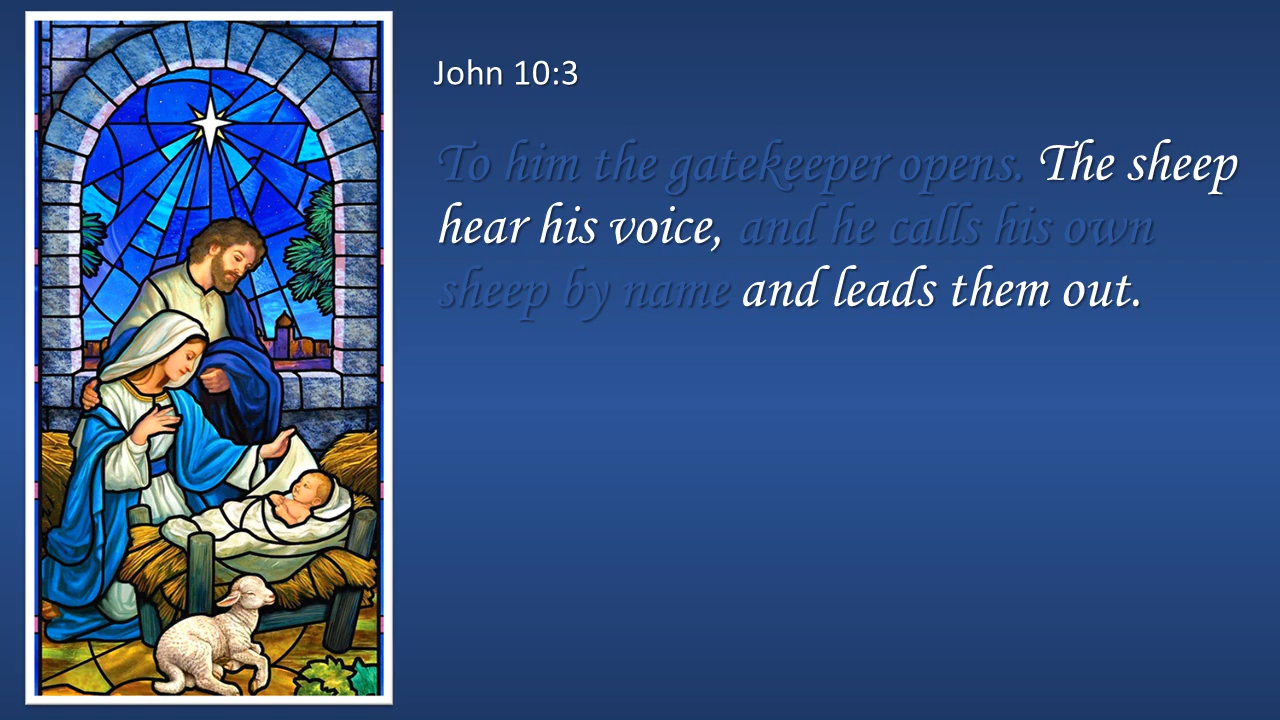 John 10:3
To him the gatekeeper opens. The sheep
hear his voice, and he calls his own
sheep by name and leads them out.